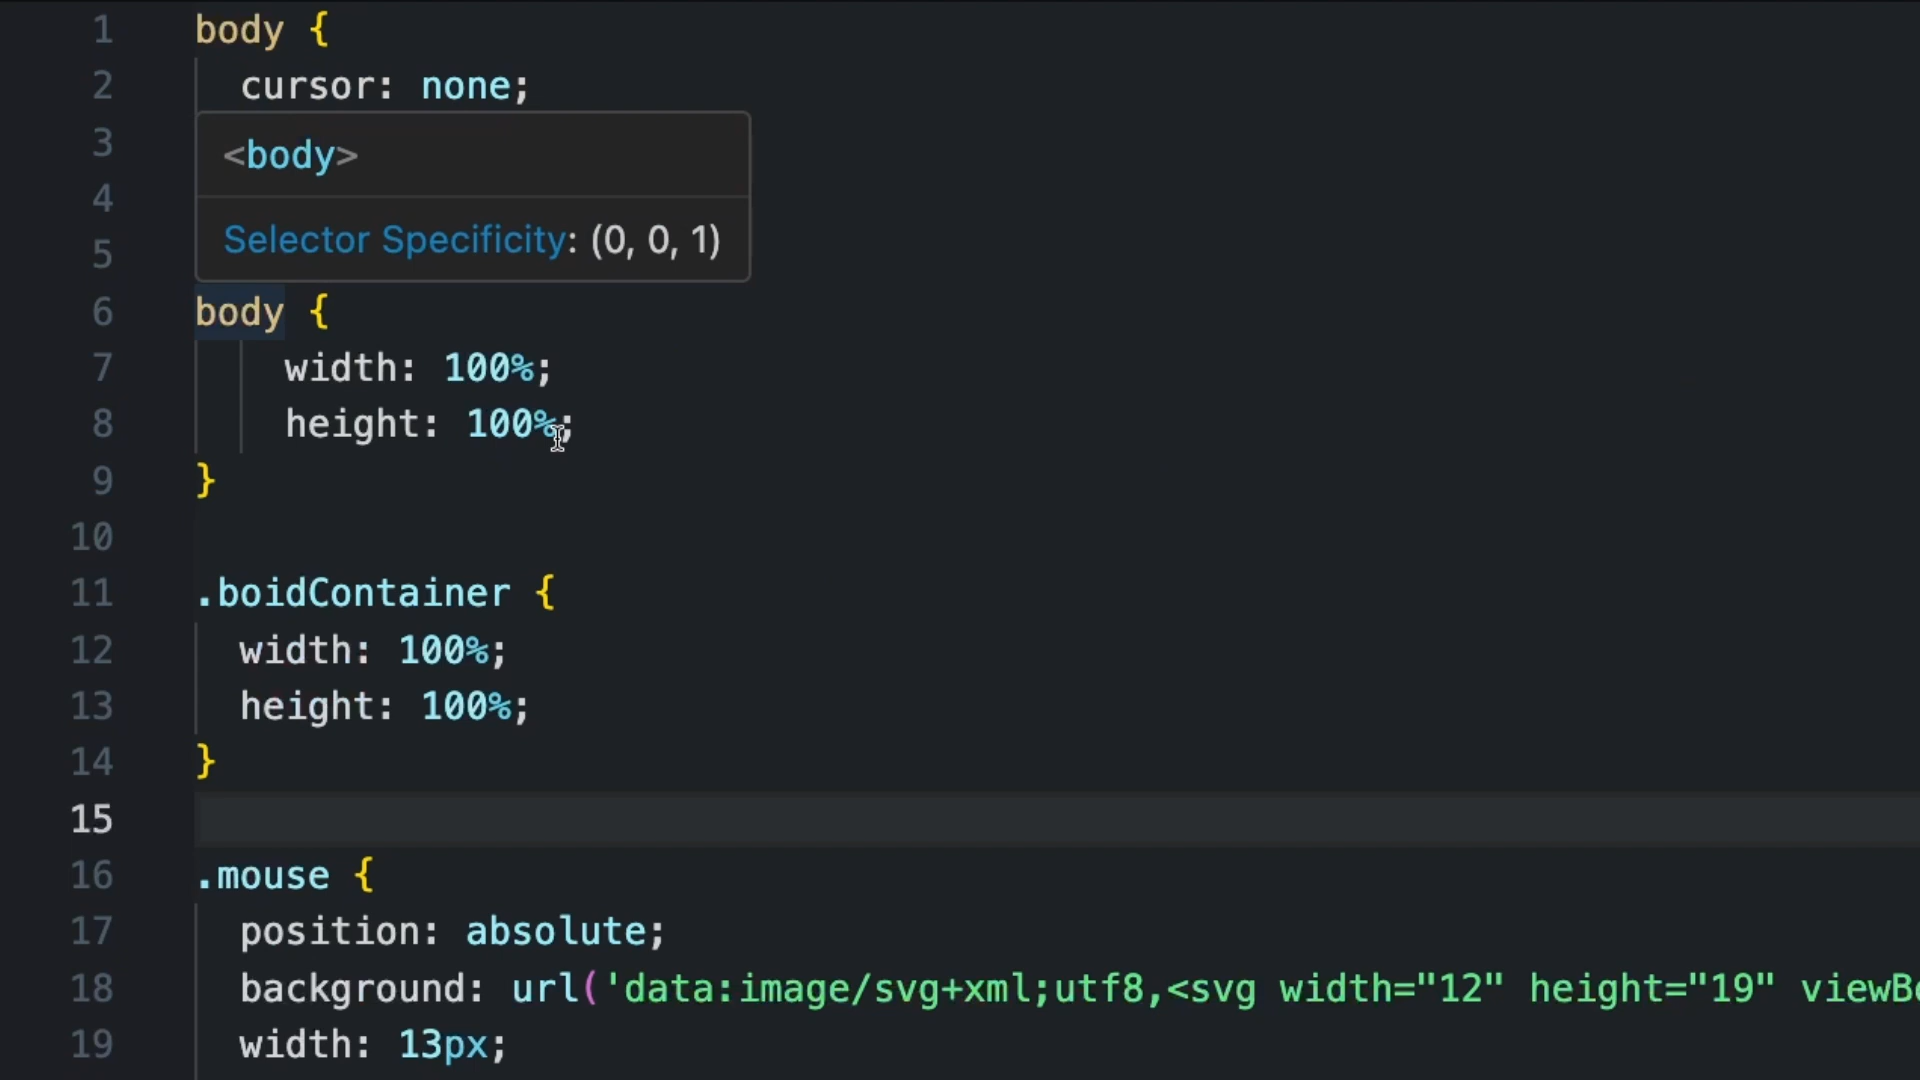 1 body {
2 cursor: none;
3 <body>
4
5 Selector Specificity: (0, 0, 1)
6 body {
7 width: 100%;
8 height: 100%;
9 }
10
11 .boidContainer {
12 width: 100%;
13 height: 100%;
14 }
15
16 .mouse {
17 position: absolute;
18 background: url('data:image/svg+xml;utf8,<svg width="12" height="19" viewBo
19 width: 13px;